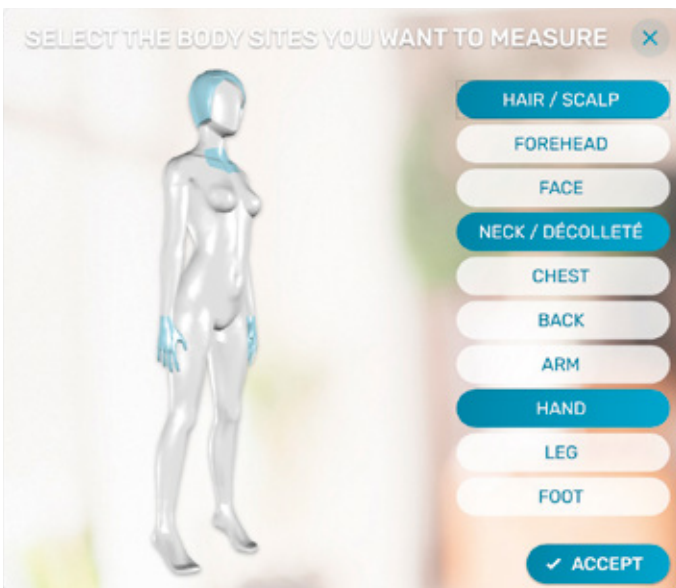 SELECT THE BODY SITES YOU WANT TO MEASURE
HAIR / SCALP
FOREHEAD
FACE
NECK / DÉCOLLETÉ
CHEST
BACK
ARM
HAND
LEG
FOOT
ACCEPT